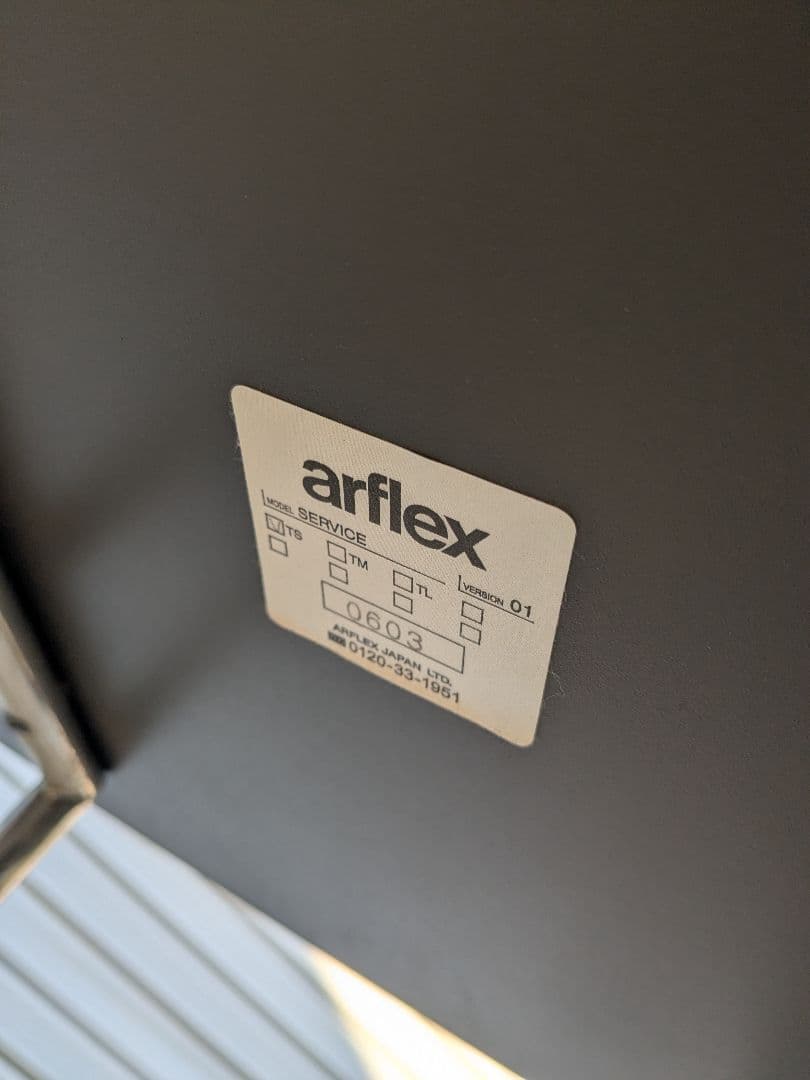 arflex
MODEL SERVICE VERSION 01
TS TM TL
0603
ARFLEX JAPAN LTD.
0120-33-1951